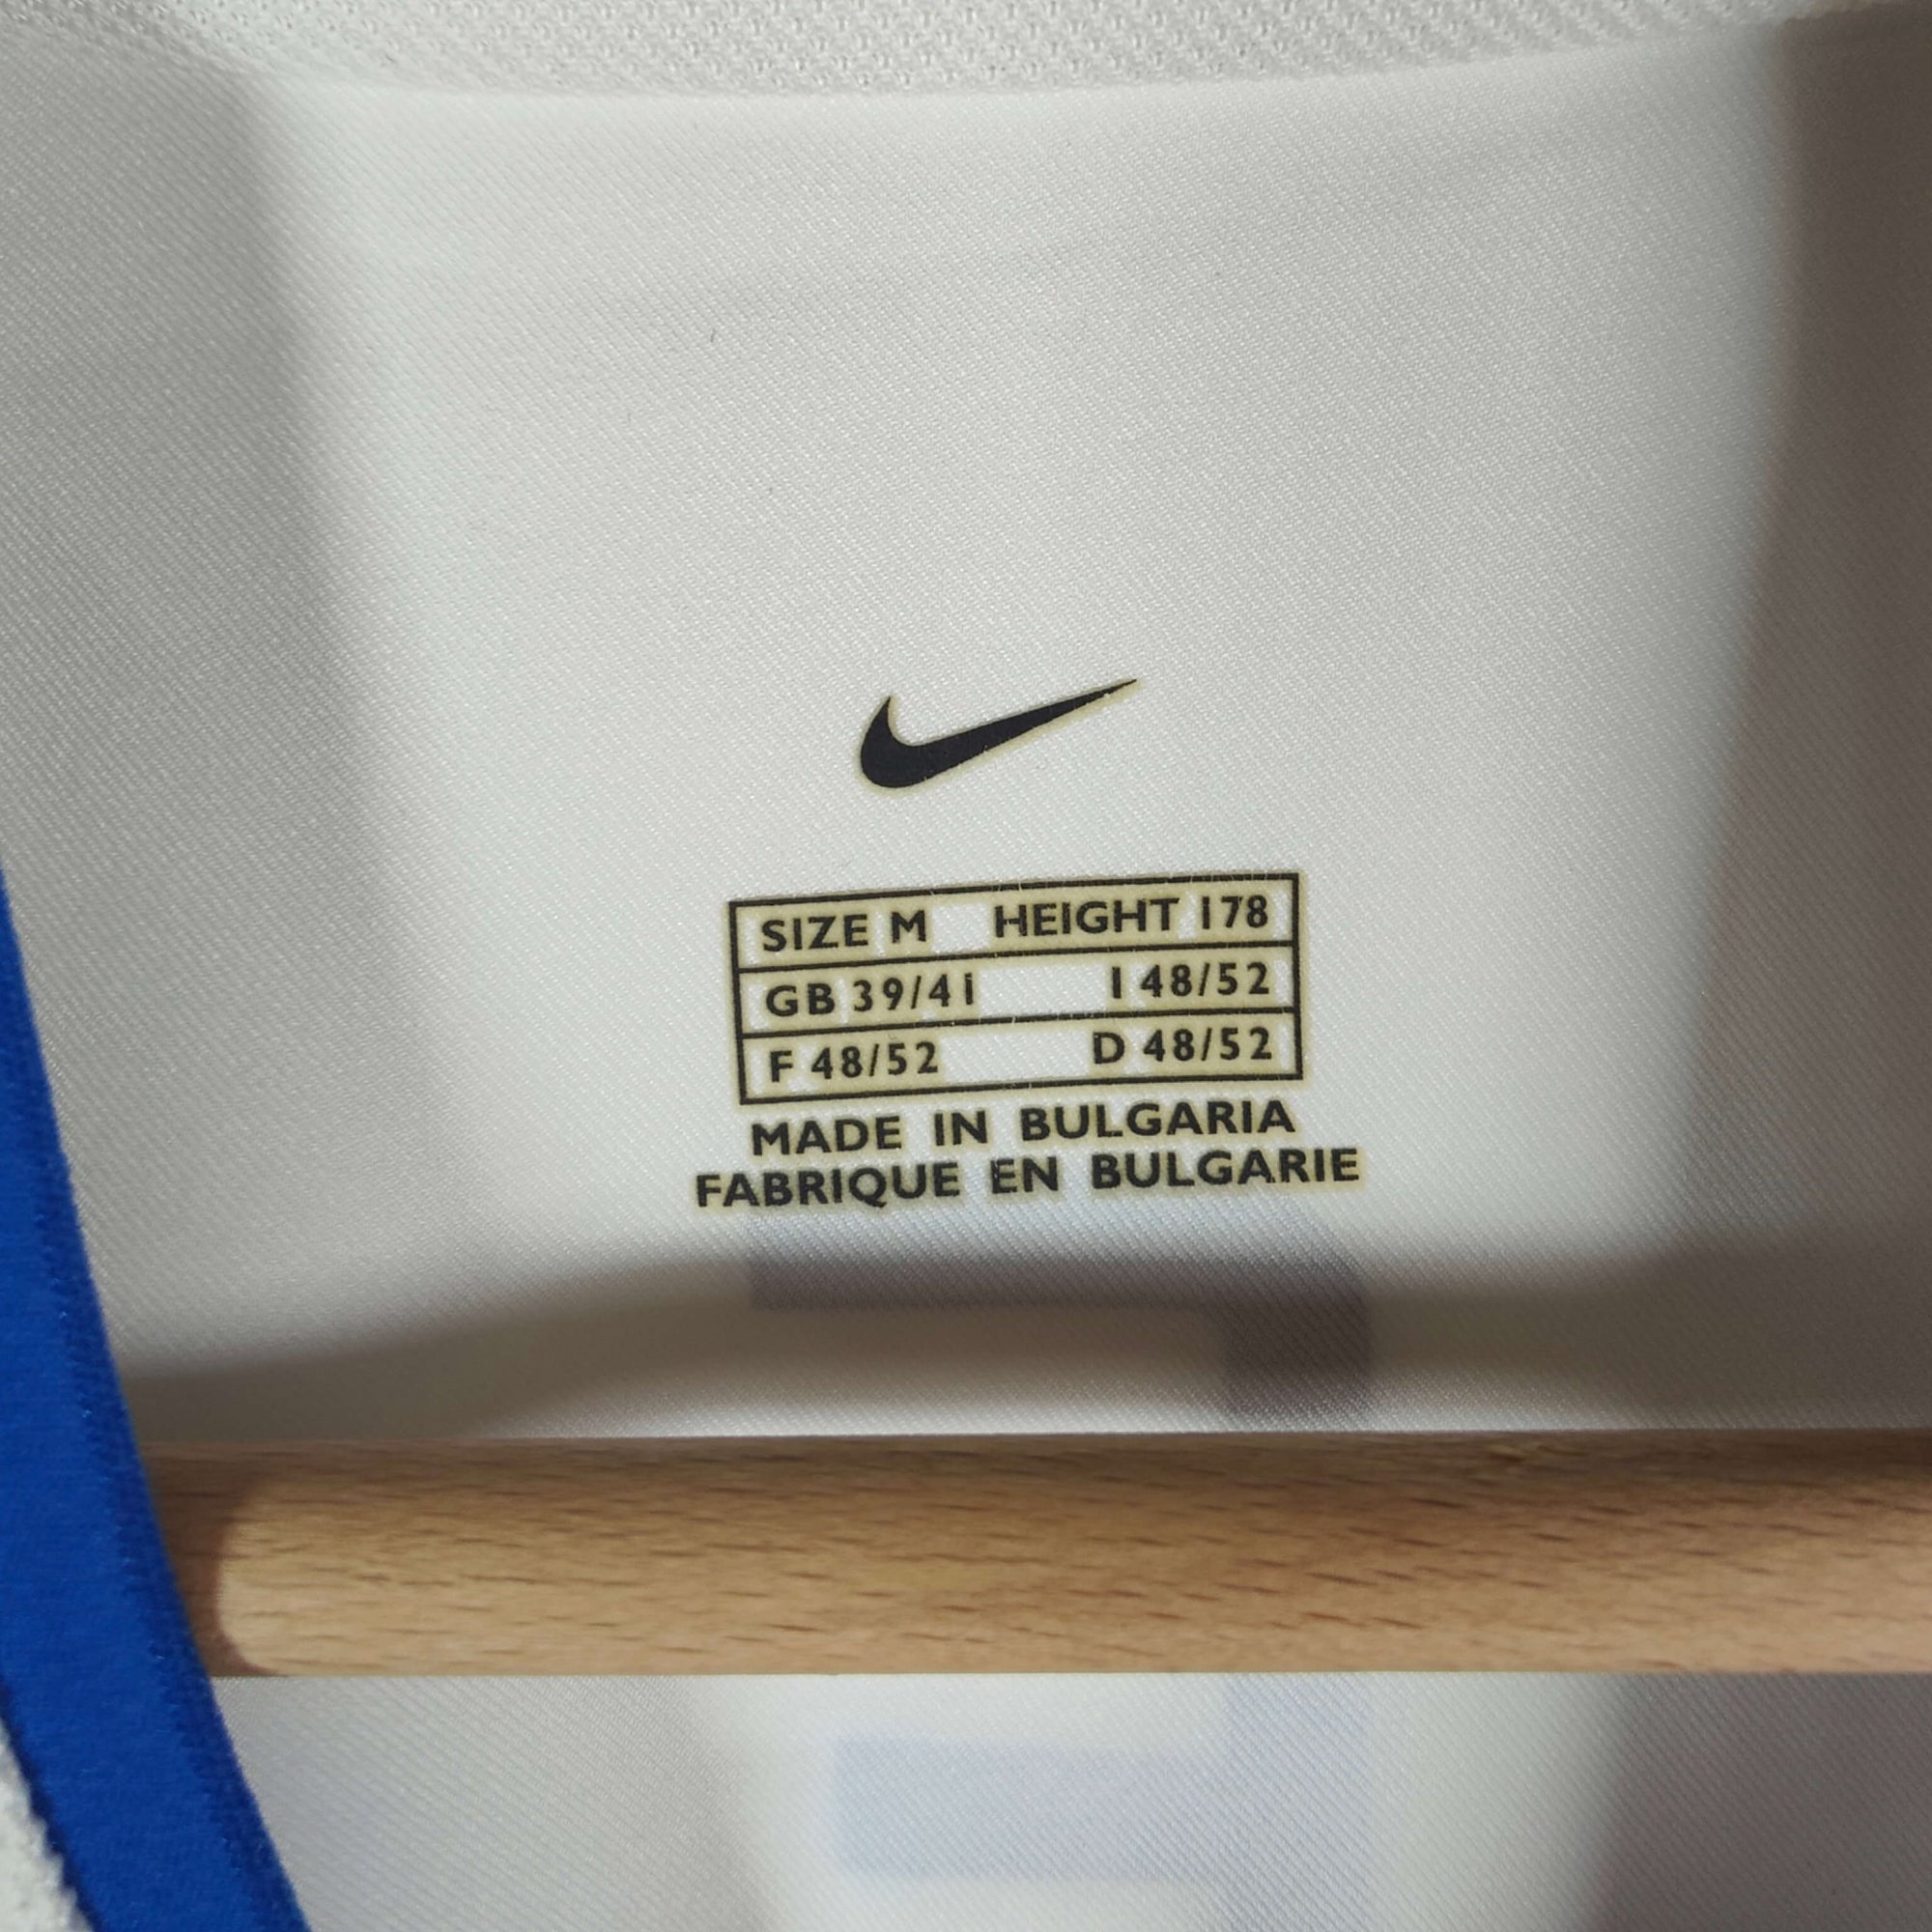 SIZE M HEIGHT 178
GB 39/41 I 48/52
F 48/52 D 48/52
MADE IN BULGARIA
FABRIQUE EN BULGARIE